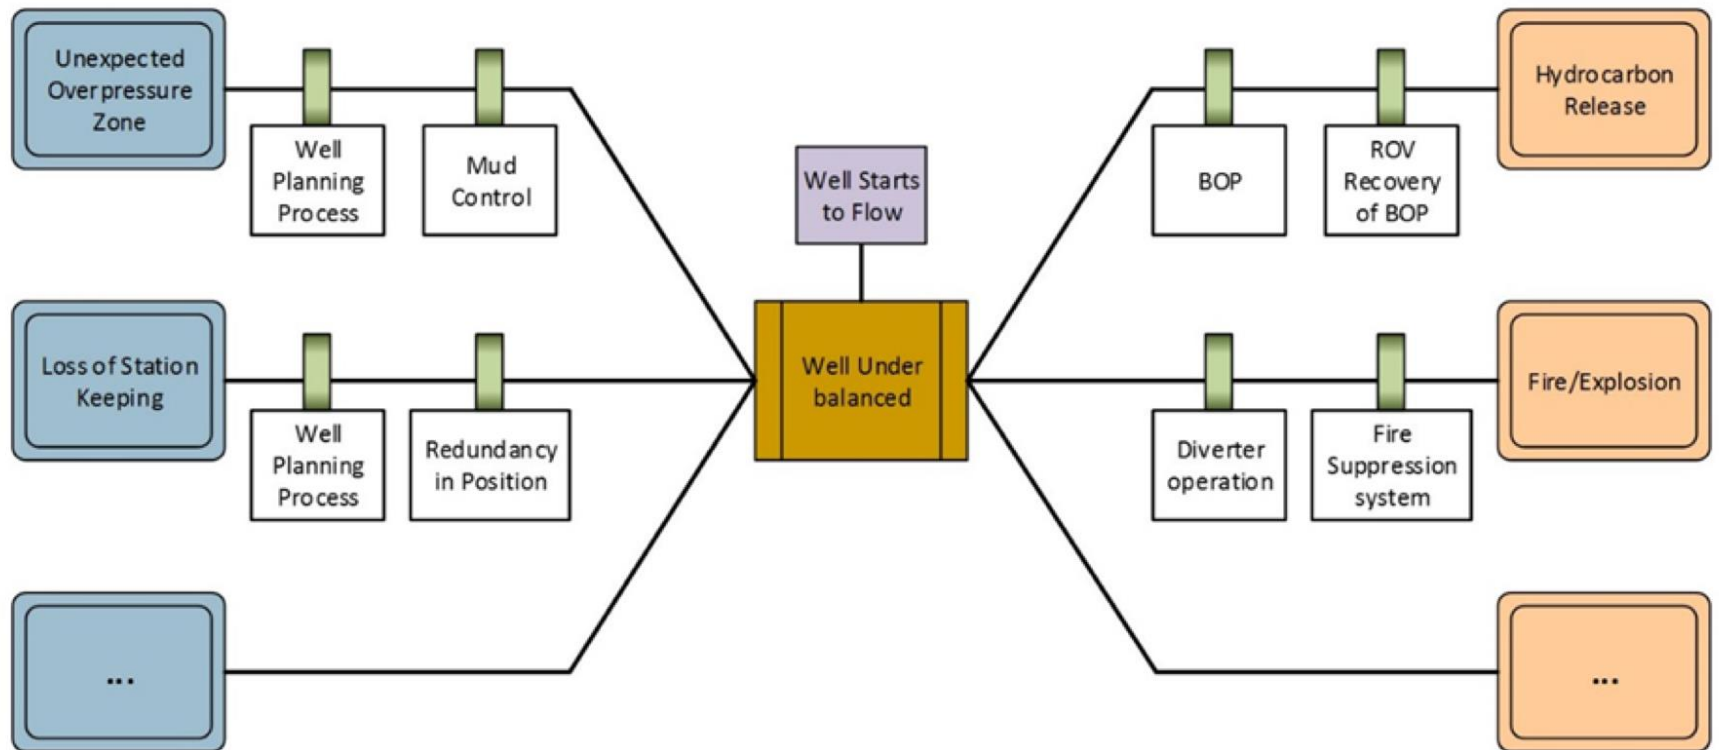 Unexpected
Overpressure
Zone
Well
Planning
Process
Mud
Control
Well Starts
to Flow
BOP
ROV
Recovery
of BOP
Hydrocarbon
Release
Loss of Station
Keeping
Well
Planning
Process
Redundancy
in Position
Well Under
balanced
Diverter
operation
Fire
Suppression
system
Fire/Explosion
...
...